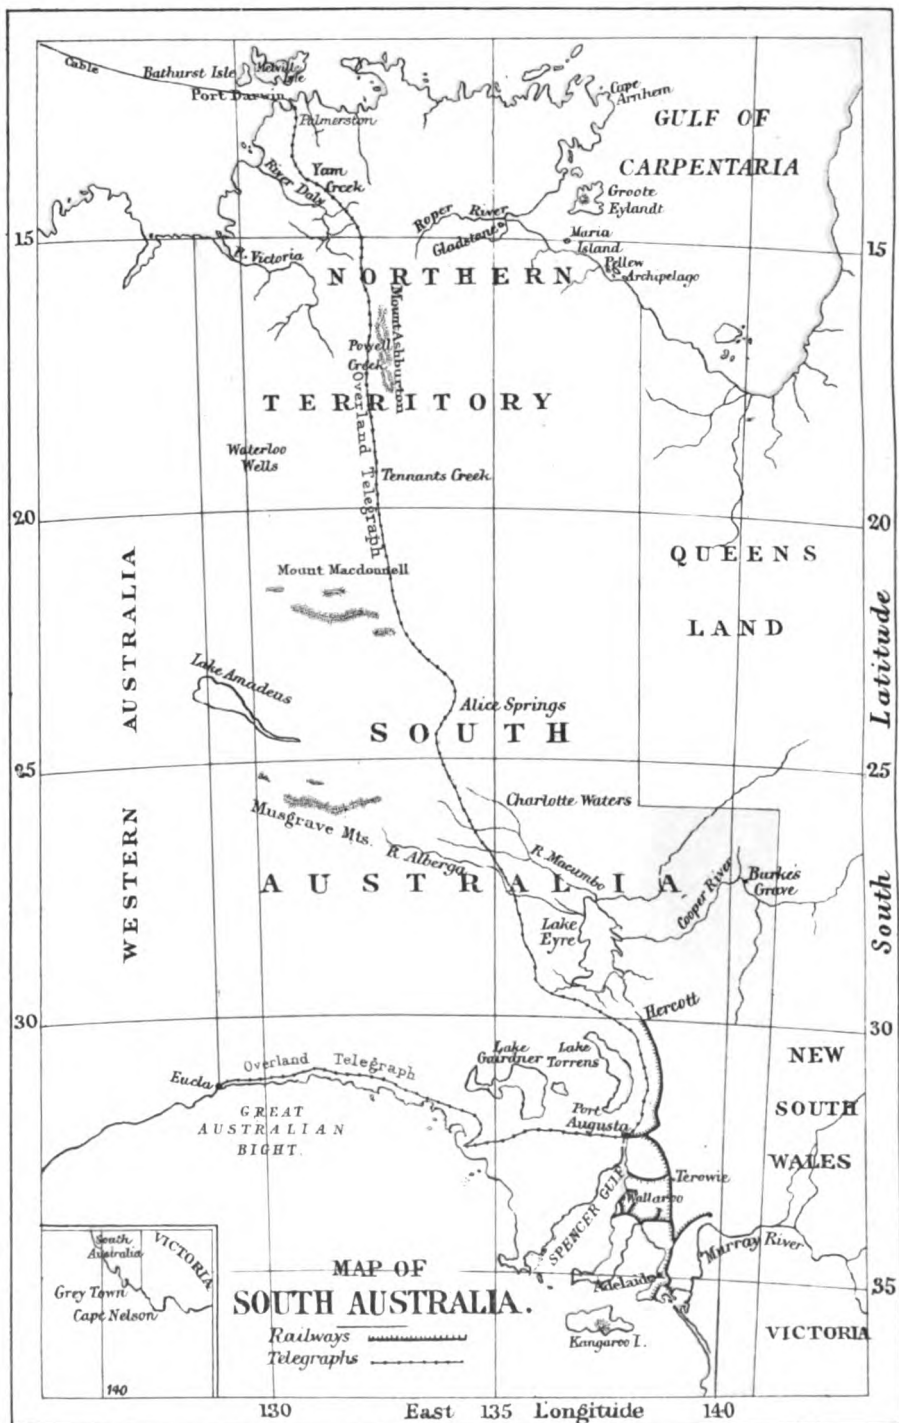 Cable
Bathurst Isle
Melvill
Isle
Port Darwin
Palmerston
Cape
Arnhem
GULF OF
CARPENTARIA
Yam
Creek
River Daly
Groote
Eylandt
Roper River
Gladstone
Maria
Island
15
15
R. Victoria
Pellew
Archipelago
NORTHERN
Mount Ashburton
Powell
Creek
Overland Telegraph
TERRITORY
Waterloo
Wells
Tennants Creek
20
20
QUEENS
LAND
Mount Macdonnell
WESTERN AUSTRALIA
South Latitude
Lake Amadeus
Alice Springs
SOUTH
25
25
Charlotte Waters
Musgrave Mts.
R. Alberga
R. Macumbo
AUSTRALIA
Cooper River
Burke's
Grave
Lake
Eyre
Hercott
30
30
NEW
SOUTH
WALES
Overland Telegraph
Eucla
Lake
Gairdner
Lake
Torrens
Port
Augusta
GREAT
AUSTRALIAN
BIGHT.
Terowie
Wallaroo
SPENCER GULF
Murray River
Adelaide
South
Australia
VICTORIA
Grey Town
Cape Nelson
140
MAP OF
SOUTH AUSTRALIA.
Railways
Telegraphs
Kangaroo I.
35
VICTORIA
130
135
140
East Longitude